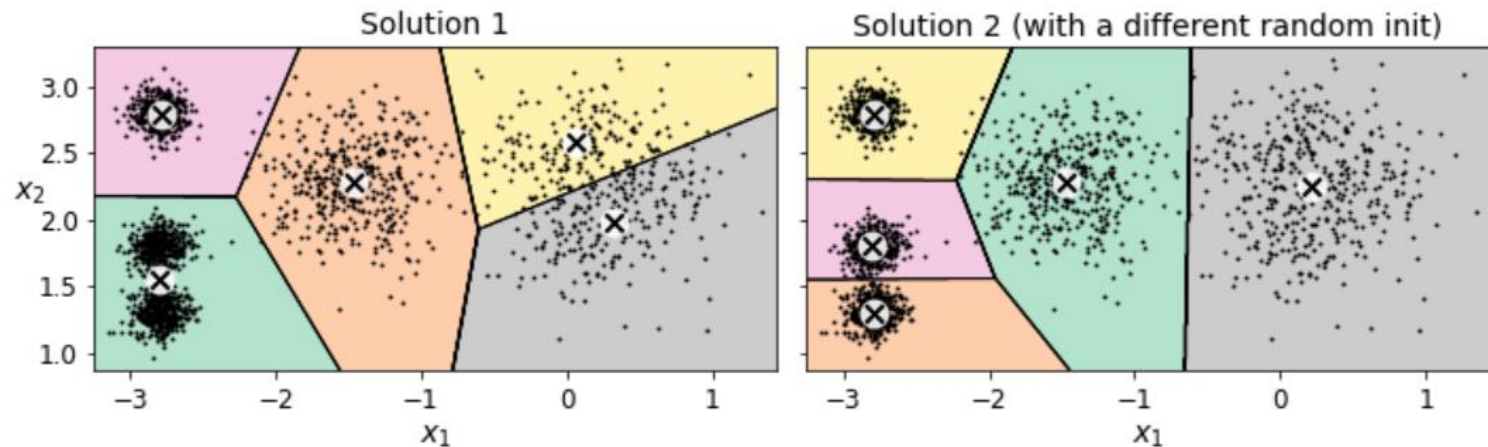 Solution 1
Solution 2 (with a different random init)
3.0
2.5
x₂
2.0
1.5
1.0
−3 −2 −1 0 1
−3 −2 −1 0 1
x₁
x₁